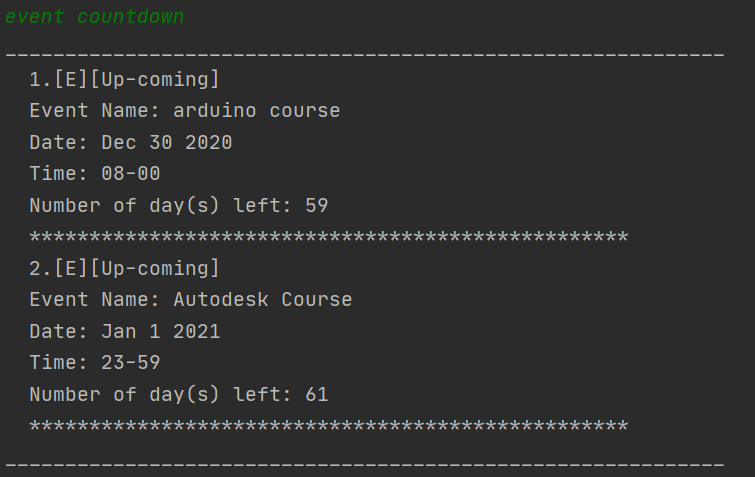 event countdown
____________________________________________________________
1.[E][Up-coming]
Event Name: arduino course
Date: Dec 30 2020
Time: 08-00
Number of day(s) left: 59
**************************************************
2.[E][Up-coming]
Event Name: Autodesk Course
Date: Jan 1 2021
Time: 23-59
Number of day(s) left: 61
**************************************************
____________________________________________________________